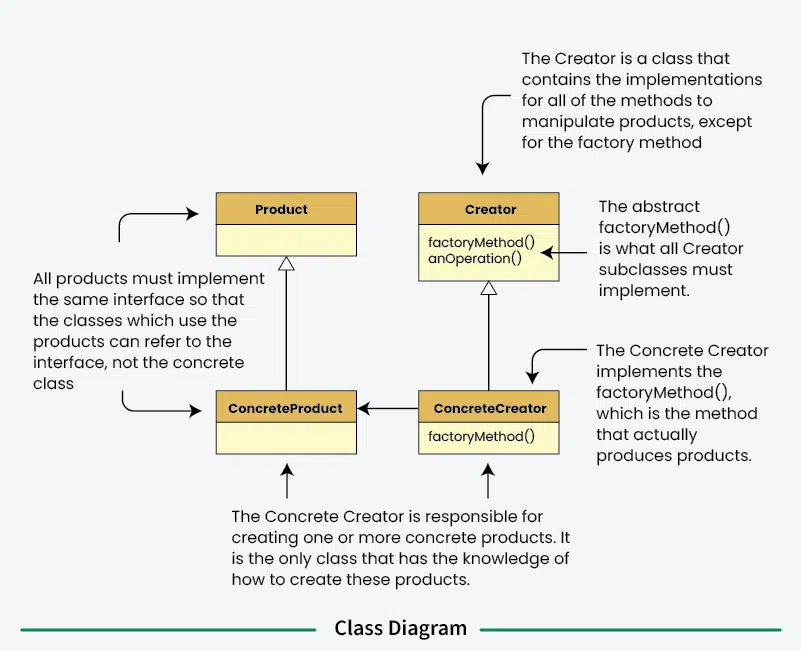 The Creator is a class that
contains the implementations
for all of the methods to
manipulate products, except
for the factory method
Product
Creator
factoryMethod()
anOperation()
The abstract
factoryMethod()
is what all Creator
subclasses must
implement.
All products must implement
the same interface so that
the classes which use the
products can refer to the
interface, not the concrete
class
The Concrete Creator
implements the
factoryMethod(),
which is the method
that actually
produces products.
ConcreteProduct
ConcreteCreator
factoryMethod()
The Concrete Creator is responsible for
creating one or more concrete products. It
is the only class that has the knowledge of
how to create these products.
Class Diagram